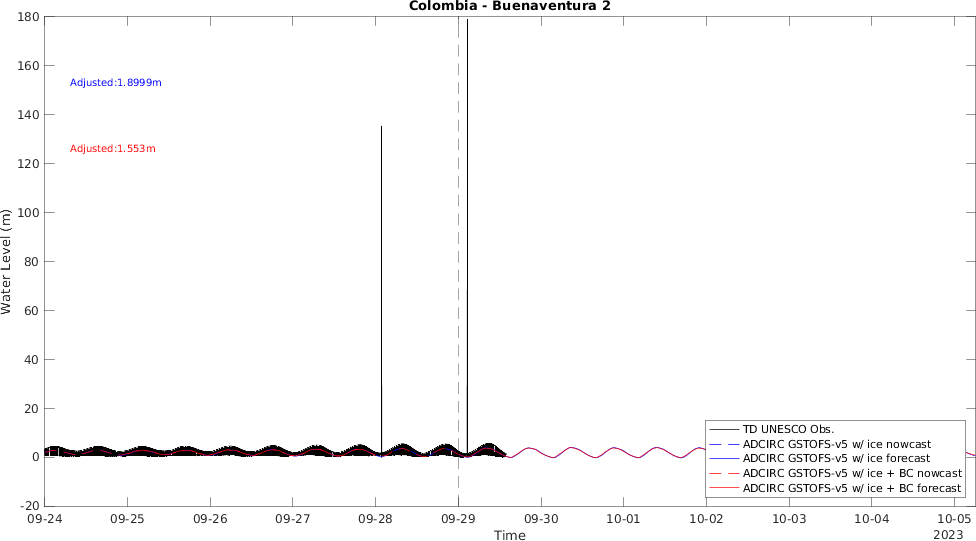 Colombia - Buenaventura 2
180
160
140
120
100
80
60
40
20
0
-20
Water Level (m)
Adjusted:1.8999m
Adjusted:1.553m
TD UNESCO Obs.
ADCIRC GSTOFS-v5 w/ ice nowcast
ADCIRC GSTOFS-v5 w/ ice forecast
ADCIRC GSTOFS-v5 w/ ice + BC nowcast
ADCIRC GSTOFS-v5 w/ ice + BC forecast
09-24 09-25 09-26 09-27 09-28 09-29 09-30 10-01 10-02 10-03 10-04 10-05
Time
2023